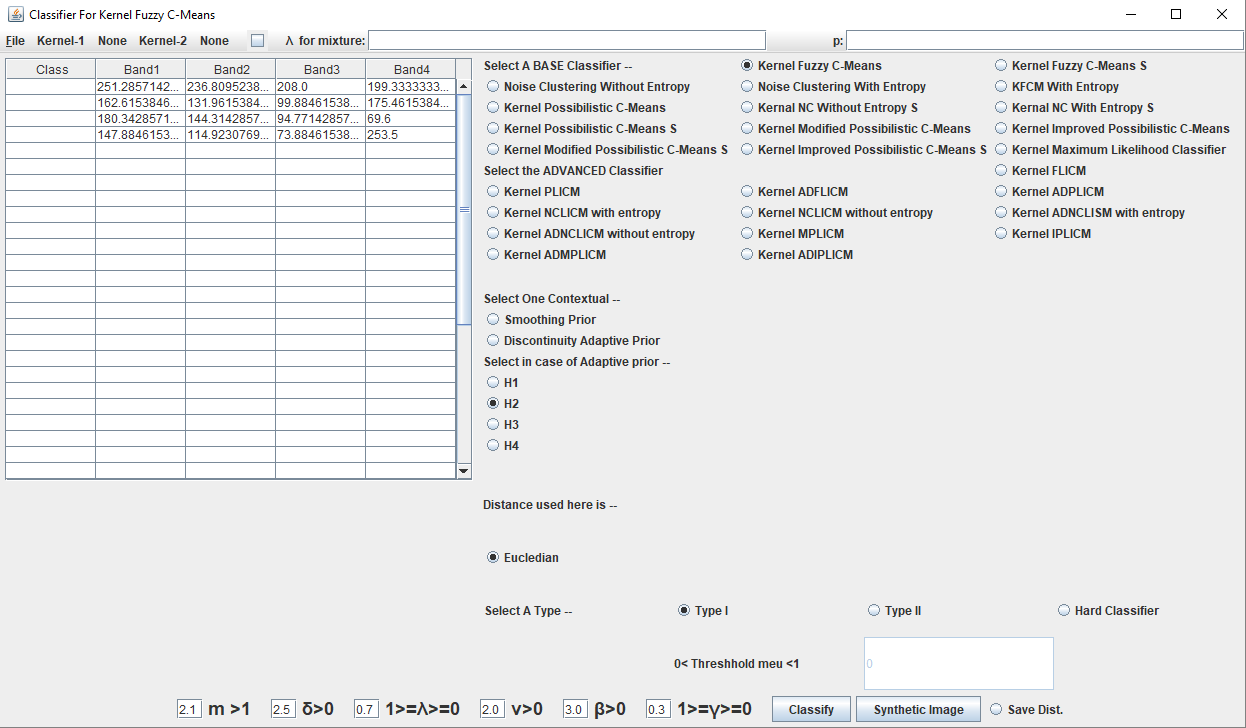 Classifier For Kernel Fuzzy C-Means
File Kernel-1 None Kernel-2 None λ for mixture: p:
Class Band1 Band2 Band3 Band4
251.2857142... 236.8095238... 208.0 199.3333333...
162.6153846... 131.9615384... 99.88461538... 175.4615384...
180.3428571... 144.3142857... 94.77142857... 69.6
147.8846153... 114.9230769... 73.88461538... 253.5
Select A BASE Classifier -- Kernel Fuzzy C-Means Kernel Fuzzy C-Means S
Noise Clustering Without Entropy Noise Clustering With Entropy KFCM With Entropy
Kernel Possibilistic C-Means Kernal NC Without Entropy S Kernal NC With Entropy S
Kernel Possibilistic C-Means S Kernel Modified Possibilistic C-Means Kernel Improved Possibilistic C-Means
Kernel Modified Possibilistic C-Means S Kernel Improved Possibilistic C-Means S Kernel Maximum Likelihood Classifier
Select the ADVANCED Classifier Kernel FLICM
Kernel PLICM Kernel ADFLICM Kernel ADPLICM
Kernel NCLICM with entropy Kernel NCLICM without entropy Kernel ADNCLISM with entropy
Kernel ADNCLICM without entropy Kernel MPLICM Kernel IPLICM
Kernel ADMPLICM Kernel ADIPLICM
Select One Contextual --
Smoothing Prior
Discontinuity Adaptive Prior
Select in case of Adaptive prior --
H1
H2
H3
H4
Distance used here is --
Eucledian
Select A Type -- Type I Type II Hard Classifier
0< Threshhold meu <1 0
2.1 m >1 2.5 δ>0 0.7 1>=λ>=0 2.0 v>0 3.0 β>0 0.3 1>=γ>=0 Classify Synthetic Image Save Dist.